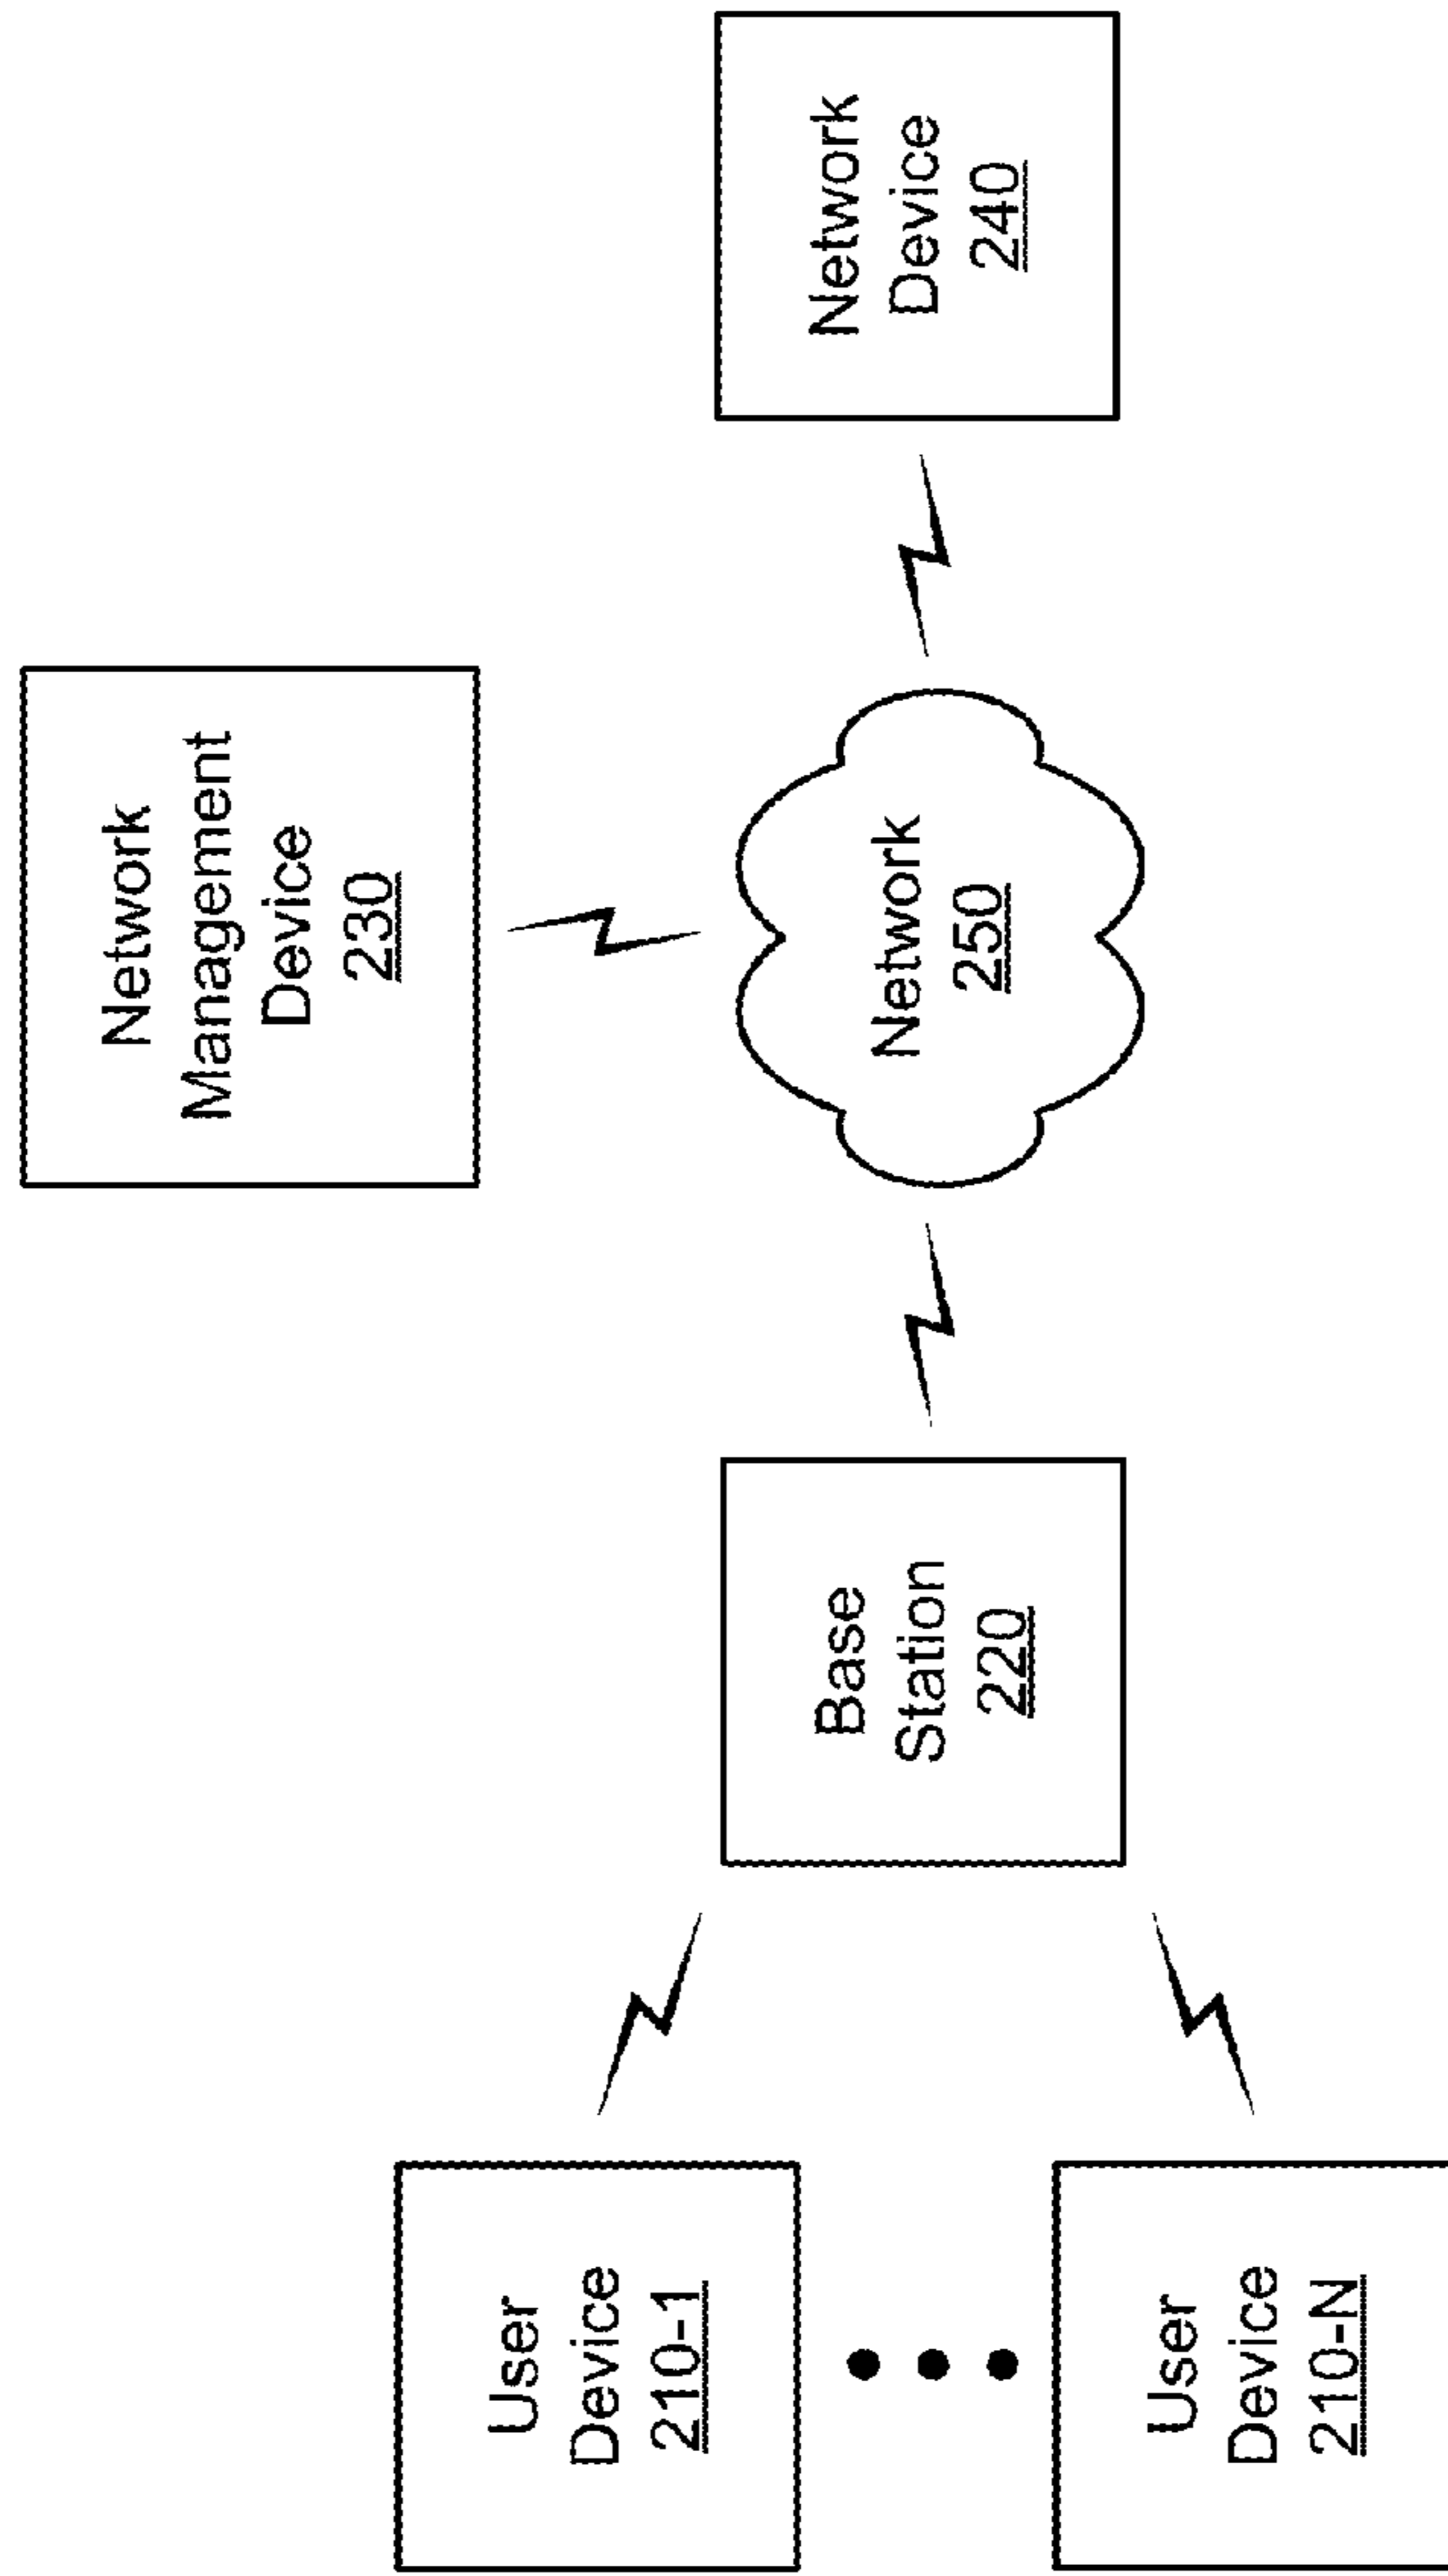 Network
Management
Device
230
User
Device
210-1
Base
Station
220
Network
250
Network
Device
240
User
Device
210-N